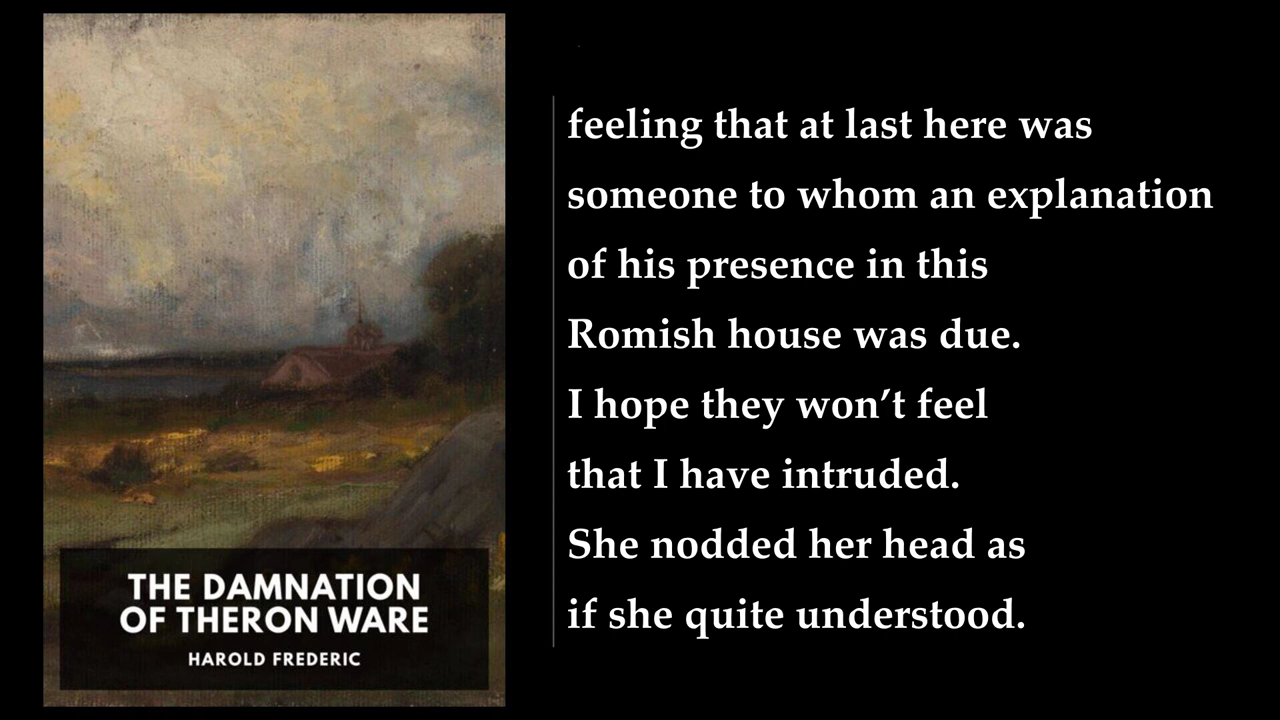 THE DAMNATION
OF THERON WARE
HAROLD FREDERIC
feeling that at last here was
someone to whom an explanation
of his presence in this
Romish house was due.
I hope they won’t feel
that I have intruded.
She nodded her head as
if she quite understood.